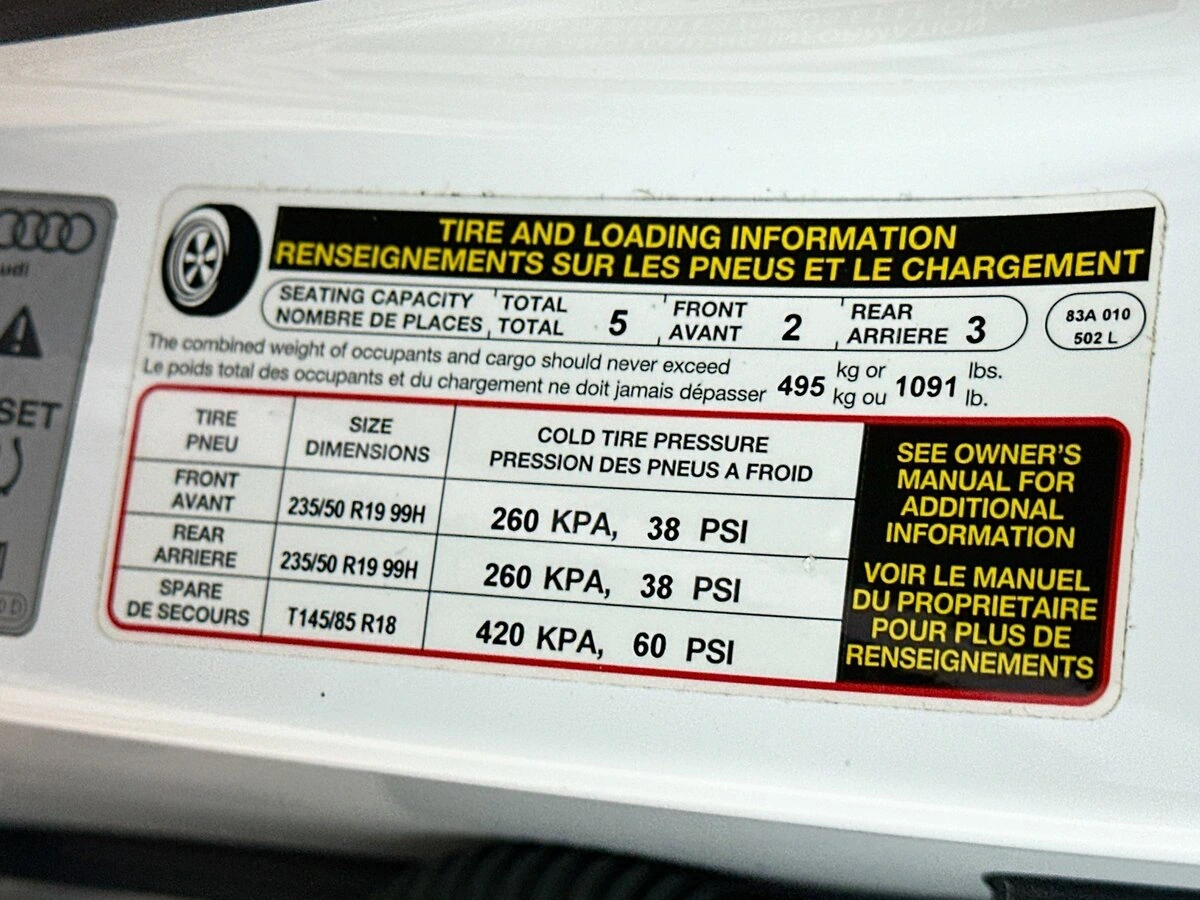 TIRE AND LOADING INFORMATION
RENSEIGNEMENTS SUR LES PNEUS ET LE CHARGEMENT
SEATING CAPACITY TOTAL 5 FRONT 2 REAR 3
NOMBRE DE PLACES TOTAL AVANT ARRIERE
83A 010
502 L
The combined weight of occupants and cargo should never exceed 495 kg or 1091 lbs.
Le poids total des occupants et du chargement ne doit jamais dépasser kg ou lb.
TIRE SIZE COLD TIRE PRESSURE
PNEU DIMENSIONS PRESSION DES PNEUS A FROID
FRONT
AVANT 235/50 R19 99H 260 KPA, 38 PSI
REAR
ARRIERE 235/50 R19 99H 260 KPA, 38 PSI
SPARE
DE SECOURS T145/85 R18 420 KPA, 60 PSI
SEE OWNER'S
MANUAL FOR
ADDITIONAL
INFORMATION
VOIR LE MANUEL
DU PROPRIETAIRE
POUR PLUS DE
RENSEIGNEMENTS
udi
SET